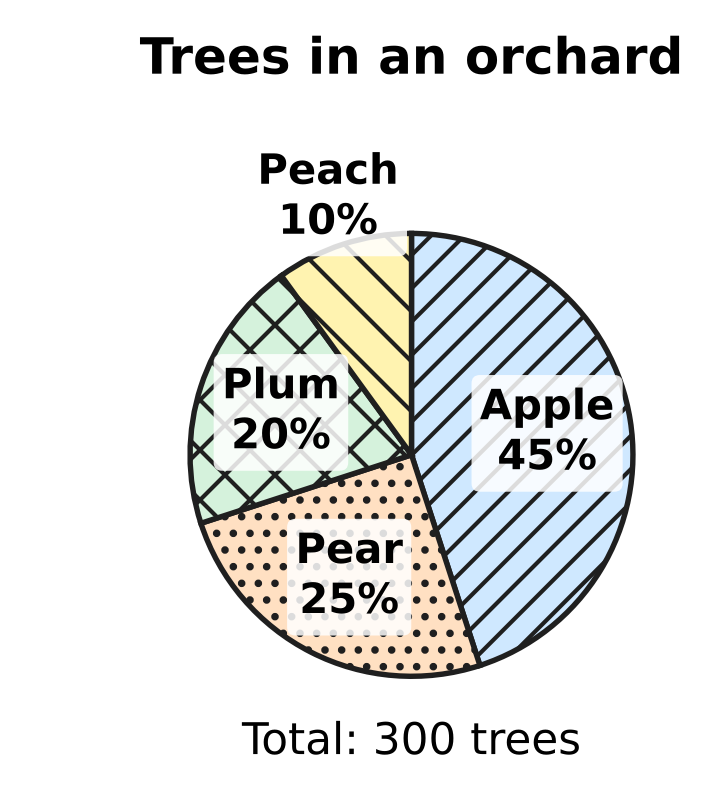 Trees in an orchard
Peach
10%
Plum
20%
Apple
45%
Pear
25%
Total: 300 trees